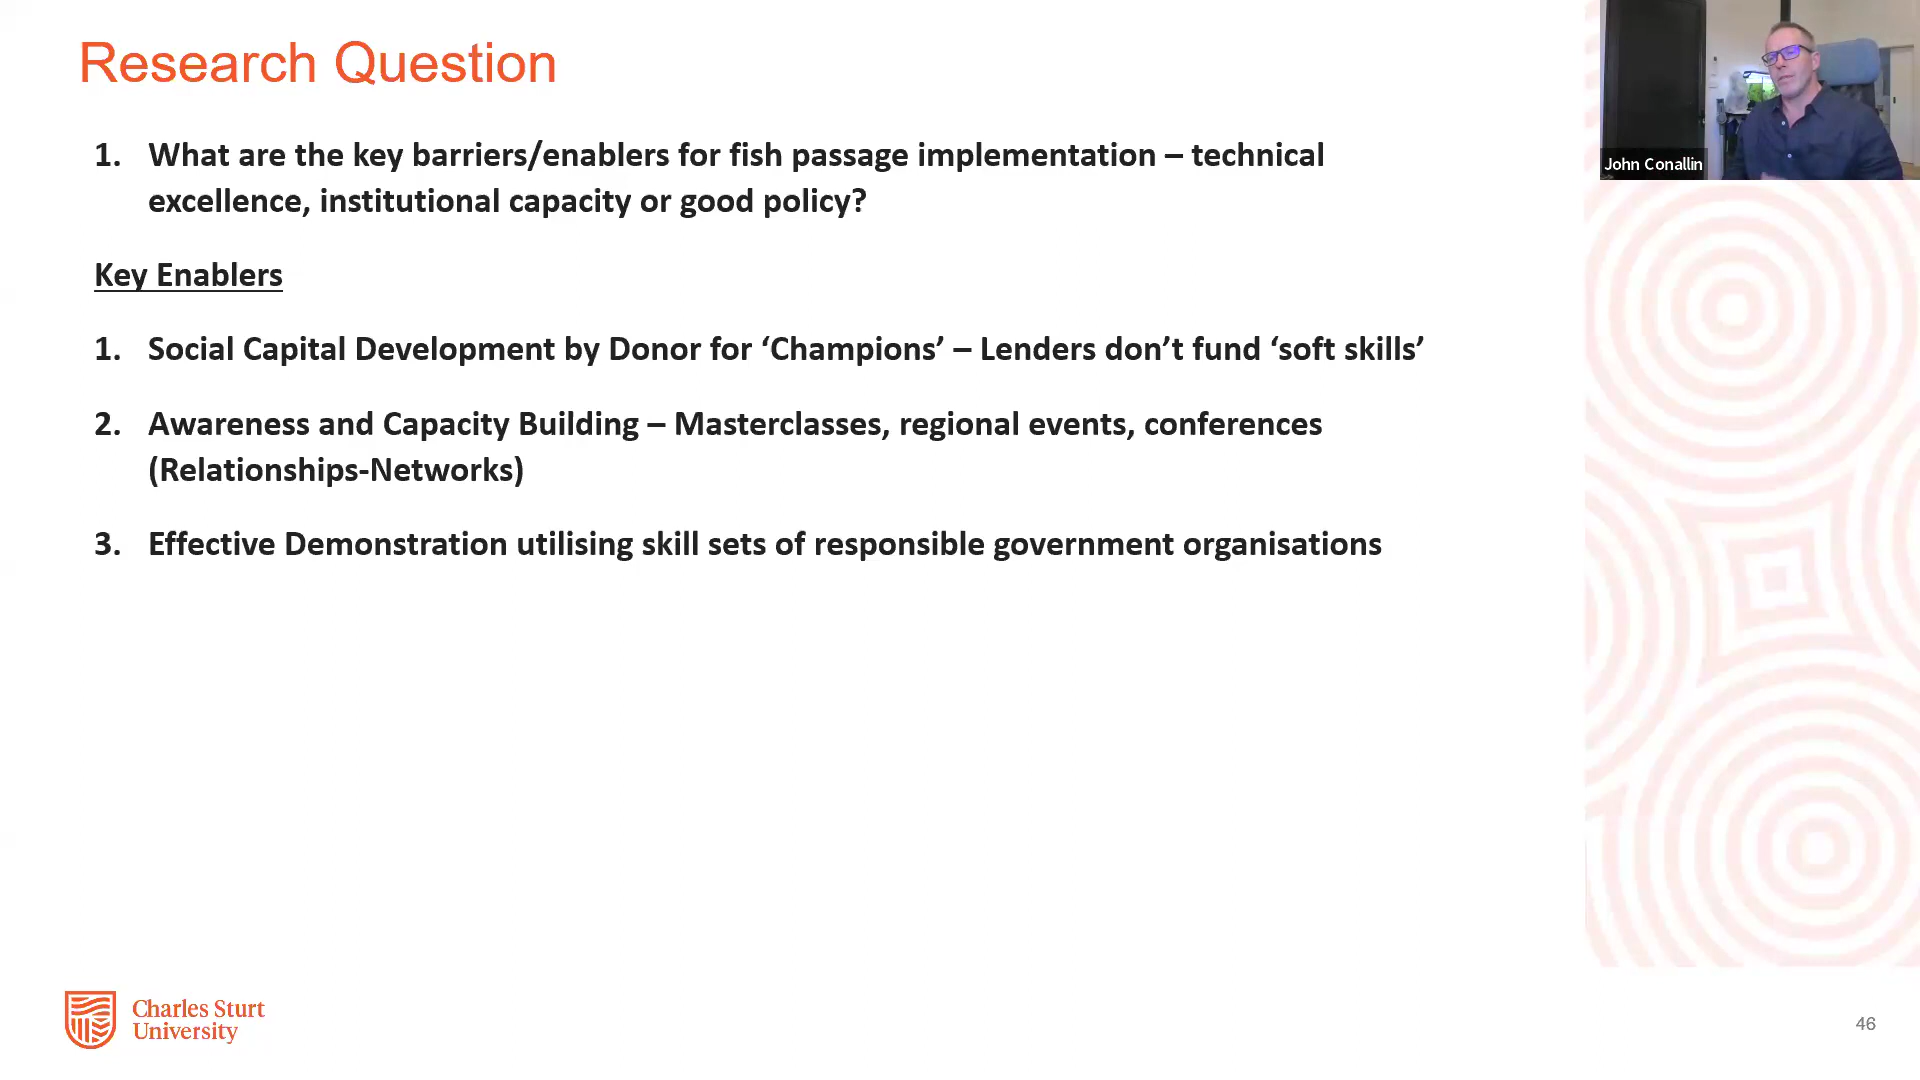 Research Question
1. What are the key barriers/enablers for fish passage implementation – technical
excellence, institutional capacity or good policy?
Key Enablers
1. Social Capital Development by Donor for ‘Champions’ – Lenders don’t fund ‘soft skills’
2. Awareness and Capacity Building – Masterclasses, regional events, conferences
(Relationships-Networks)
3. Effective Demonstration utilising skill sets of responsible government organisations
John Conallin
Charles Sturt
University
46